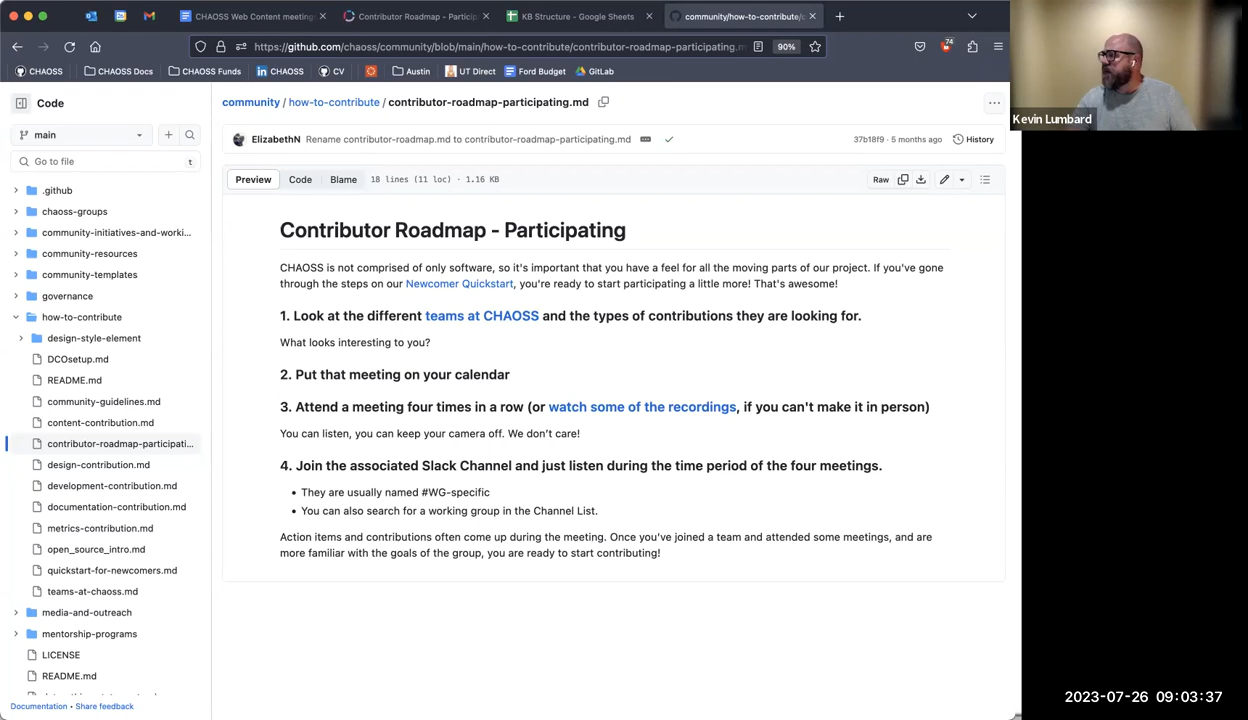 CHAOSS Web Content meeting
Contributor Roadmap - Particip
KB Structure - Google Sheets
community/how-to-contribute/c
https://github.com/chaoss/community/blob/main/how-to-contribute/contributor-roadmap-participating.m
90%
74
CHAOSS
CHAOSS Docs
CHAOSS Funds
CHAOSS
CV
Austin
UT Direct
Ford Budget
GitLab
Kevin Lumbard
Code
community / how-to-contribute / contributor-roadmap-participating.md
main
ElizabethN Rename contributor-roadmap.md to contributor-roadmap-participating.md
37b18f9 · 5 months ago
History
Go to file
t
Preview
Code
Blame
18 lines (11 loc) · 1.16 KB
Raw
.github
chaoss-groups
community-initiatives-and-worki...
community-resources
community-templates
governance
how-to-contribute
design-style-element
DCOsetup.md
README.md
community-guidelines.md
content-contribution.md
contributor-roadmap-participati...
design-contribution.md
development-contribution.md
documentation-contribution.md
metrics-contribution.md
open_source_intro.md
quickstart-for-newcomers.md
teams-at-chaoss.md
media-and-outreach
mentorship-programs
LICENSE
README.md
Documentation • Share feedback
Contributor Roadmap - Participating
CHAOSS is not comprised of only software, so it's important that you have a feel for all the moving parts of our project. If you've gone
through the steps on our Newcomer Quickstart, you're ready to start participating a little more! That's awesome!
1. Look at the different teams at CHAOSS and the types of contributions they are looking for.
What looks interesting to you?
2. Put that meeting on your calendar
3. Attend a meeting four times in a row (or watch some of the recordings, if you can't make it in person)
You can listen, you can keep your camera off. We don't care!
4. Join the associated Slack Channel and just listen during the time period of the four meetings.
• They are usually named #WG-specific
• You can also search for a working group in the Channel List.
Action items and contributions often come up during the meeting. Once you've joined a team and attended some meetings, and are
more familiar with the goals of the group, you are ready to start contributing!
2023-07-26 09:03:37